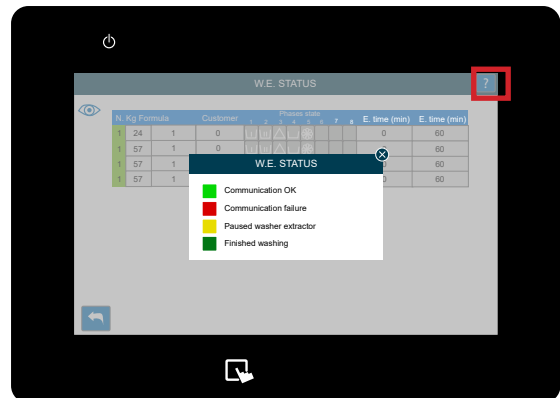 W.E. STATUS
?
N. Kg Formula Customer Phases state E. time (min) E. time (min)
1 2 3 4 5 6 7 8
1 24 1 0 0 60
1 57 1 0 0 60
1 57 1 60
1 57 1 60
W.E. STATUS
Communication OK
Communication failure
Paused washer extractor
Finished washing